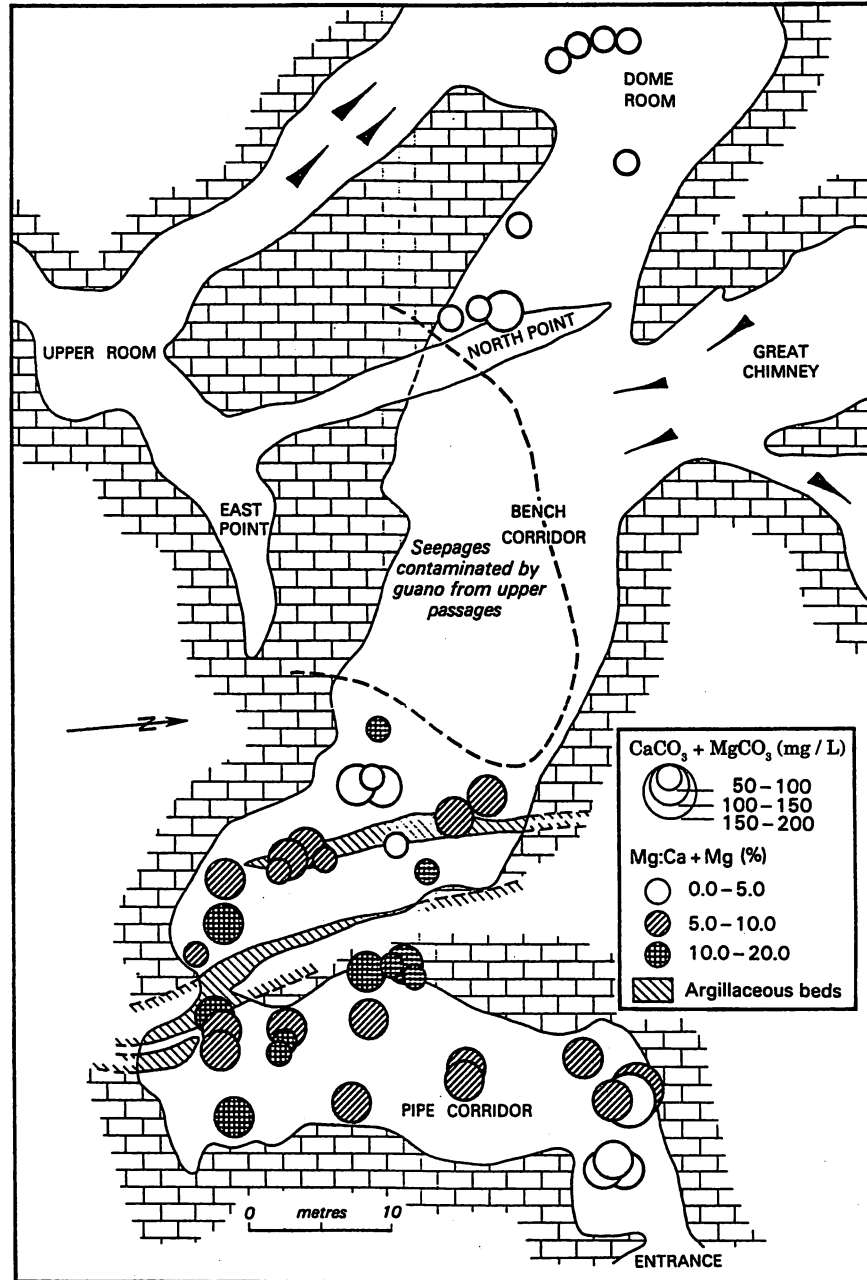 DOME
ROOM
NORTH POINT
UPPER ROOM
GREAT
CHIMNEY
EAST
POINT
BENCH
CORRIDOR
Seepages
contaminated by
guano from upper
passages
N
CaCO₃ + MgCO₃ (mg / L)
50–100
100–150
150–200
Mg:Ca + Mg (%)
0.0–5.0
5.0–10.0
10.0–20.0
Argillaceous beds
PIPE CORRIDOR
0 metres 10
ENTRANCE